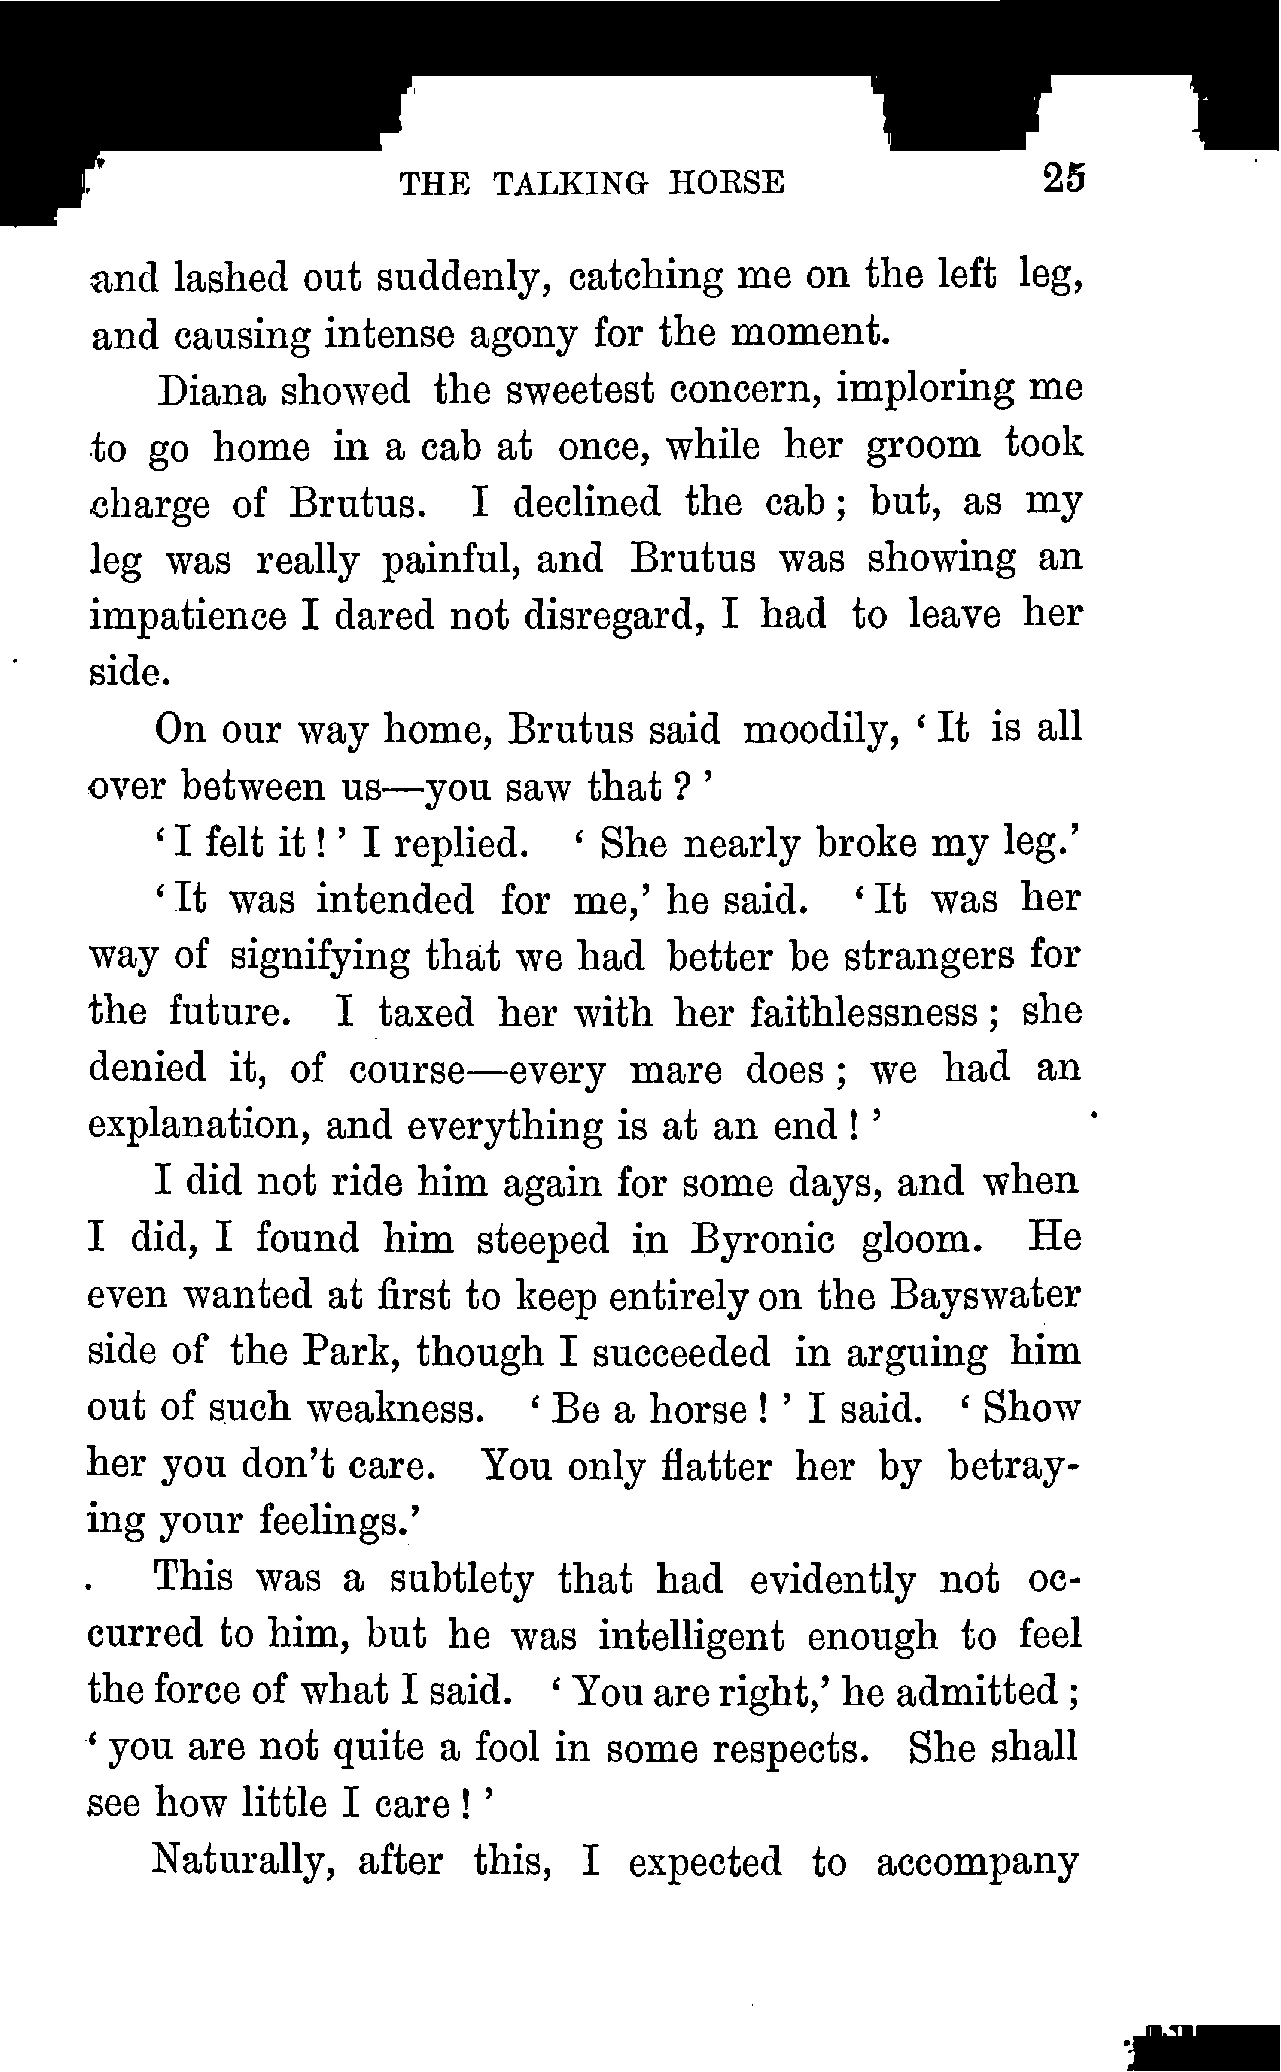 THE TALKING HORSE 25
and lashed out suddenly, catching me on the left leg,
and causing intense agony for the moment.
Diana showed the sweetest concern, imploring me
to go home in a cab at once, while her groom took
charge of Brutus. I declined the cab ; but, as my
leg was really painful, and Brutus was showing an
impatience I dared not disregard, I had to leave her
side.
On our way home, Brutus said moodily, ‘ It is all
over between us—you saw that ? ’
‘ I felt it ! ’ I replied. ‘ She nearly broke my leg.’
‘ It was intended for me,’ he said. ‘ It was her
way of signifying that we had better be strangers for
the future. I taxed her with her faithlessness ; she
denied it, of course—every mare does ; we had an
explanation, and everything is at an end ! ’
I did not ride him again for some days, and when
I did, I found him steeped in Byronic gloom. He
even wanted at first to keep entirely on the Bayswater
side of the Park, though I succeeded in arguing him
out of such weakness. ‘ Be a horse ! ’ I said. ‘ Show
her you don’t care. You only flatter her by betray-
ing your feelings.’
This was a subtlety that had evidently not oc-
curred to him, but he was intelligent enough to feel
the force of what I said. ‘ You are right,’ he admitted ;
‘ you are not quite a fool in some respects. She shall
see how little I care ! ’
Naturally, after this, I expected to accompany